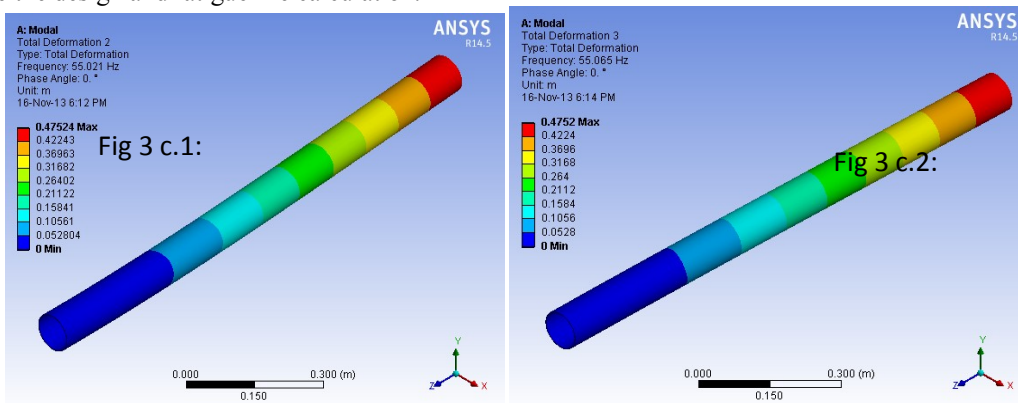 A: Modal
Total Deformation 2
Type: Total Deformation
Frequency: 55.021 Hz
Phase Angle: 0. °
Unit: m
16-Nov-13 6:12 PM
ANSYS
R14.5
0.47524 Max
0.42243
0.36963
0.31682
0.26402
0.21122
0.15841
0.10561
0.052804
0 Min
Fig 3 c.1:
0.000
0.300 (m)
0.150
Y
Z
X
A: Modal
Total Deformation 3
Type: Total Deformation
Frequency: 55.065 Hz
Phase Angle: 0. °
Unit: m
16-Nov-13 6:14 PM
ANSYS
R14.5
0.4752 Max
0.4224
0.3696
0.3168
0.264
0.2112
0.1584
0.1056
0.0528
0 Min
Fig 3 c.2:
0.000
0.300 (m)
0.150
Y
Z
X